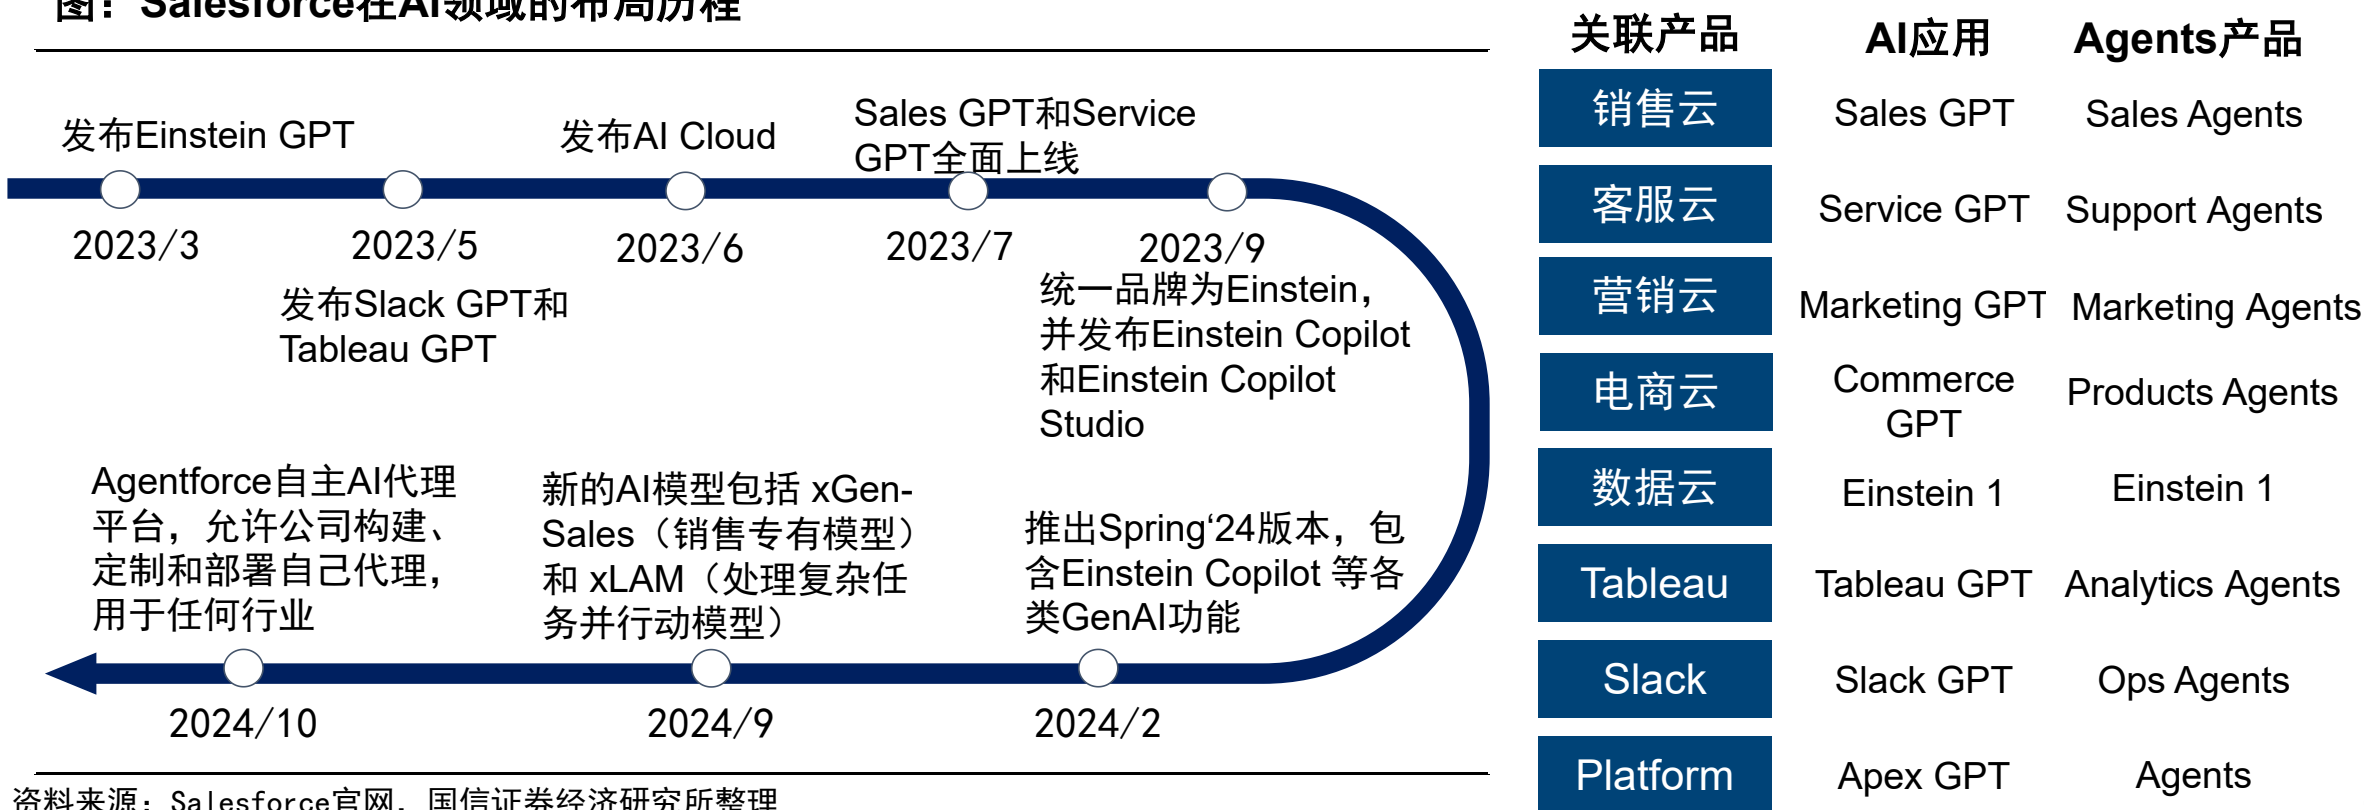 图：Salesforce在AI领域的布局历程
发布Einstein GPT
发布AI Cloud
Sales GPT和Service
GPT全面上线
2023/3
2023/5
2023/6
2023/7
2023/9
发布Slack GPT和
Tableau GPT
统一品牌为Einstein，
并发布Einstein Copilot
和Einstein Copilot
Studio
Agentforce自主AI代理
平台，允许公司构建、
定制和部署自己代理，
用于任何行业
新的AI模型包括 xGen-
Sales（销售专有模型）
和 xLAM（处理复杂任
务并行动模型）
推出Spring‘24版本，包
含Einstein Copilot 等各
类GenAI功能
2024/10
2024/9
2024/2
资料来源：Salesforce官网，国信证券经济研究所整理
关联产品 AI应用 Agents产品
销售云 Sales GPT Sales Agents
客服云 Service GPT Support Agents
营销云 Marketing GPT Marketing Agents
电商云 Commerce GPT Products Agents
数据云 Einstein 1 Einstein 1
Tableau Tableau GPT Analytics Agents
Slack Slack GPT Ops Agents
Platform Apex GPT Agents